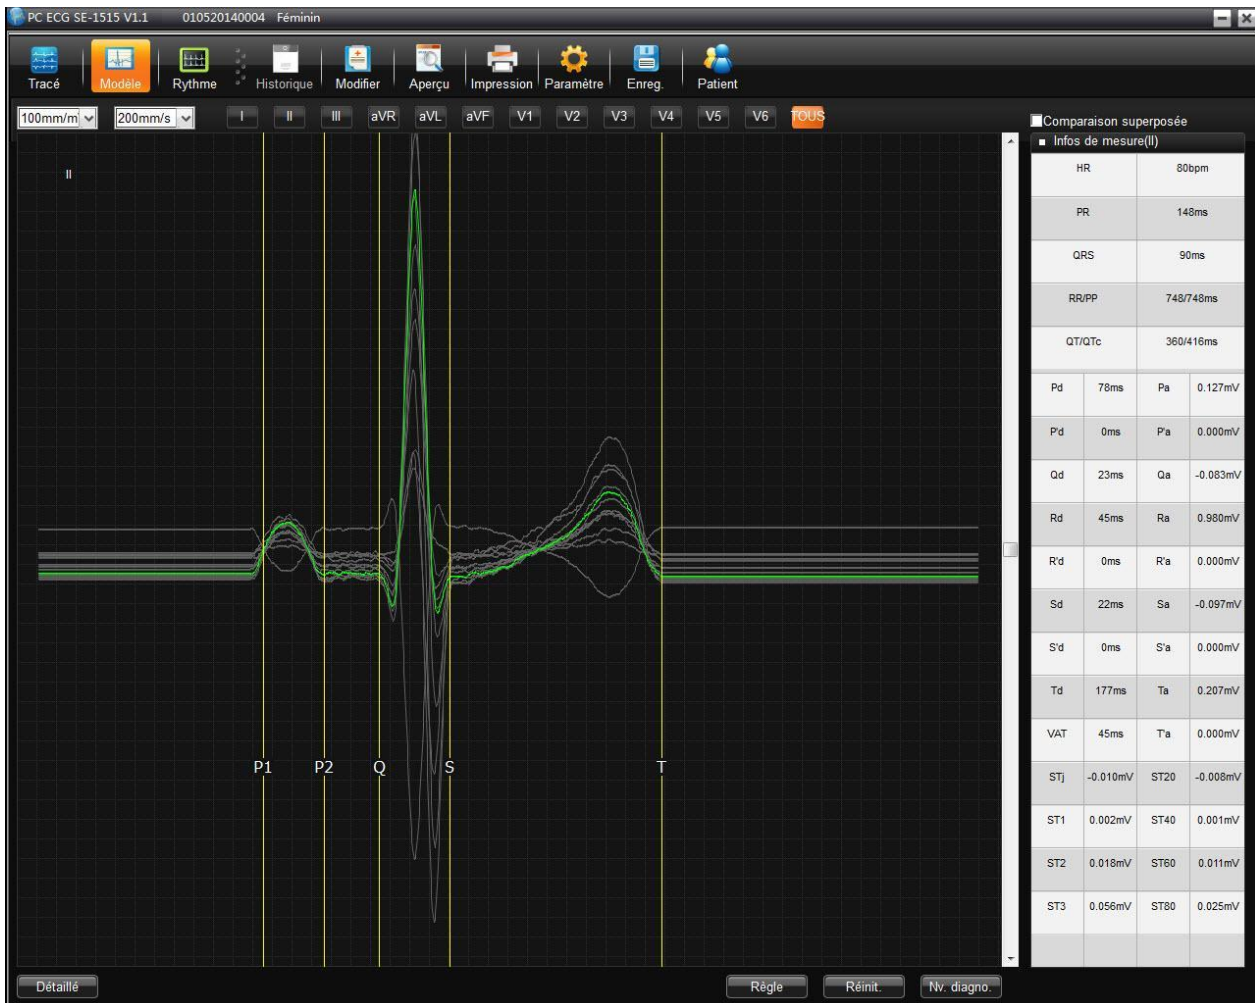 PC ECG SE-1515 V1.1 010520140004 Féminin
Tracé Modèle Rythme Historique Modifier Aperçu Impression Paramètre Enreg. Patient
100mm/m 200mm/s I II III aVR aVL aVF V1 V2 V3 V4 V5 V6 TOUS
Comparaison superposée
Infos de mesure(II)
II
HR 80bpm
PR 148ms
QRS 90ms
RR/PP 748/748ms
QT/QTc 360/416ms
Pd 78ms Pa 0.127mV
P'd 0ms P'a 0.000mV
Qd 23ms Qa -0.083mV
Rd 45ms Ra 0.980mV
R'd 0ms R'a 0.000mV
Sd 22ms Sa -0.097mV
S'd 0ms S'a 0.000mV
Td 177ms Ta 0.207mV
VAT 45ms T'a 0.000mV
STj -0.010mV ST20 -0.008mV
ST1 0.002mV ST40 0.001mV
ST2 0.018mV ST60 0.011mV
ST3 0.056mV ST80 0.025mV
P1 P2 Q S T
Détaillé Règle Réinit. Nv. diagno.